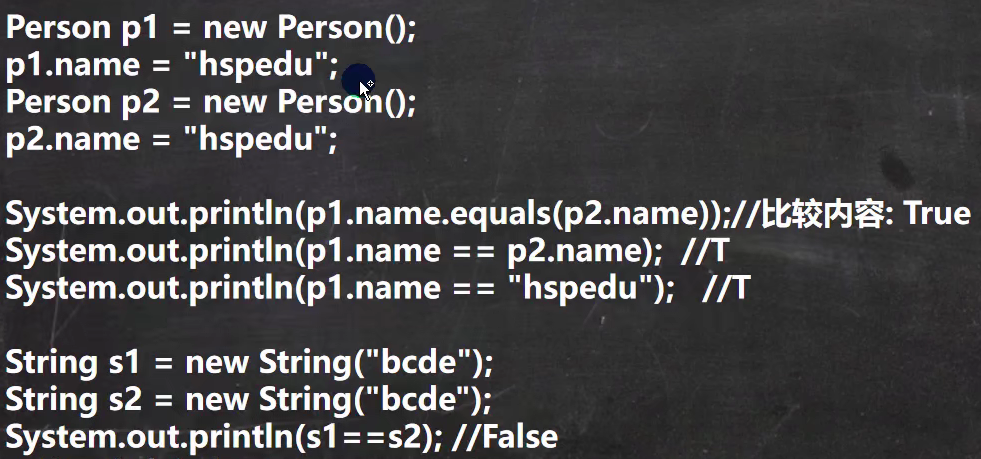 Person p1 = new Person();
p1.name = "hspedu";
Person p2 = new Person();
p2.name = "hspedu";
System.out.println(p1.name.equals(p2.name));//比较内容: True
System.out.println(p1.name == p2.name);  //T
System.out.println(p1.name == "hspedu");   //T
String s1 = new String("bcde");
String s2 = new String("bcde");
System.out.println(s1==s2); //False